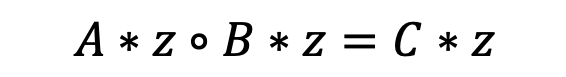 A ∗ z ∘ B ∗ z = C ∗ z